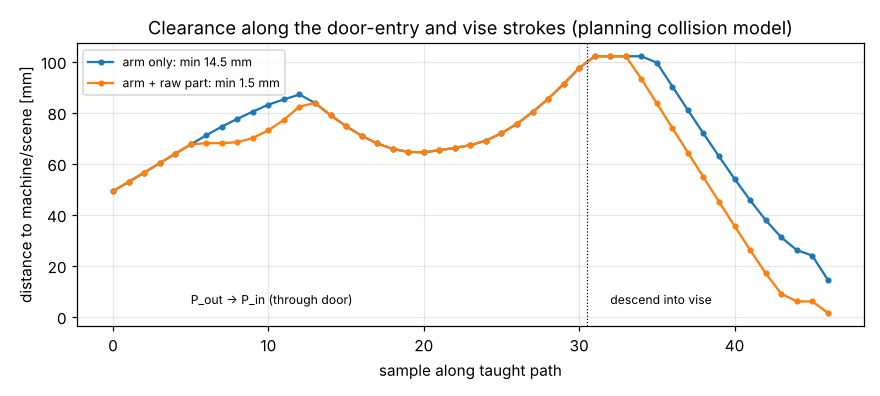 Clearance along the door-entry and vise strokes (planning collision model)
arm only: min 14.5 mm
arm + raw part: min 1.5 mm
distance to machine/scene [mm]
100
80
60
40
20
0
P_out → P_in (through door)
descend into vise
0
10
20
30
40
sample along taught path